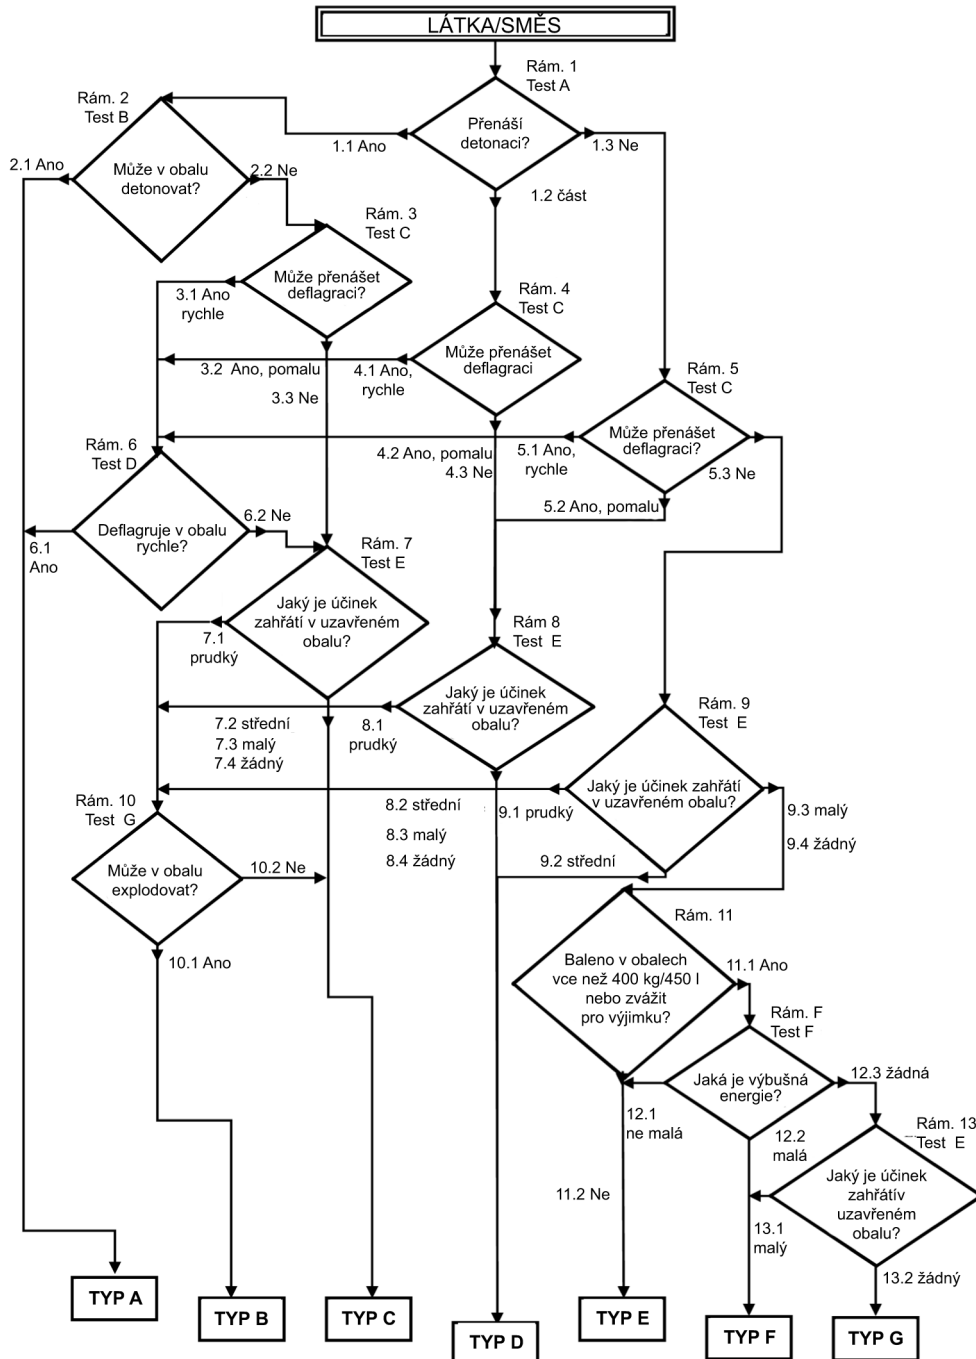 LÁTKA/SMĚS
Rám. 1
Test A
Přenáší
detonaci?
1.1 Ano
1.3 Ne
1.2 část
Rám. 2
Test B
Může v obalu
detonovat?
2.1 Ano
2.2 Ne
Rám. 3
Test C
Může přenášet
deflagraci?
3.1 Ano
rychle
3.2 Ano, pomalu
3.3 Ne
Rám. 4
Test C
Může přenášet
deflagraci
4.1 Ano,
rychle
4.2 Ano, pomalu
4.3 Ne
Rám. 5
Test C
Může přenášet
deflagraci?
5.1 Ano,
rychle
5.3 Ne
5.2 Ano, pomalu
Rám. 6
Test D
Deflagruje v obalu
rychle?
6.1
Ano
6.2 Ne
Rám. 7
Test E
Jaký je účinek
zahřátí v uzavřeném
obalu?
7.1
prudký
7.2 střední
7.3 malý
7.4 žádný
Rám 8
Test E
Jaký je účinek
zahřátí v uzavřeném
obalu?
8.1
prudký
8.2 střední
8.3 malý
8.4 žádný
Rám. 9
Test E
Jaký je účinek zahřátí
v uzavřeném obalu?
9.1 prudký
9.2 střední
9.3 malý
9.4 žádný
Rám. 10
Test G
Může v obalu
explodovat?
10.2 Ne
10.1 Ano
Rám. 11
Baleno v obalech
vce než 400 kg/450 l
nebo zvážit
pro výjimku?
11.1 Ano
11.2 Ne
Rám. F
Test F
Jaká je výbušná
energie?
12.1
ne malá
12.2
malá
12.3 žádná
Rám. 13
Test E
Jaký je účinek
zahřátív
uzavřeném
obalu?
13.1
malý
13.2 žádný
TYP A
TYP B
TYP C
TYP D
TYP E
TYP F
TYP G